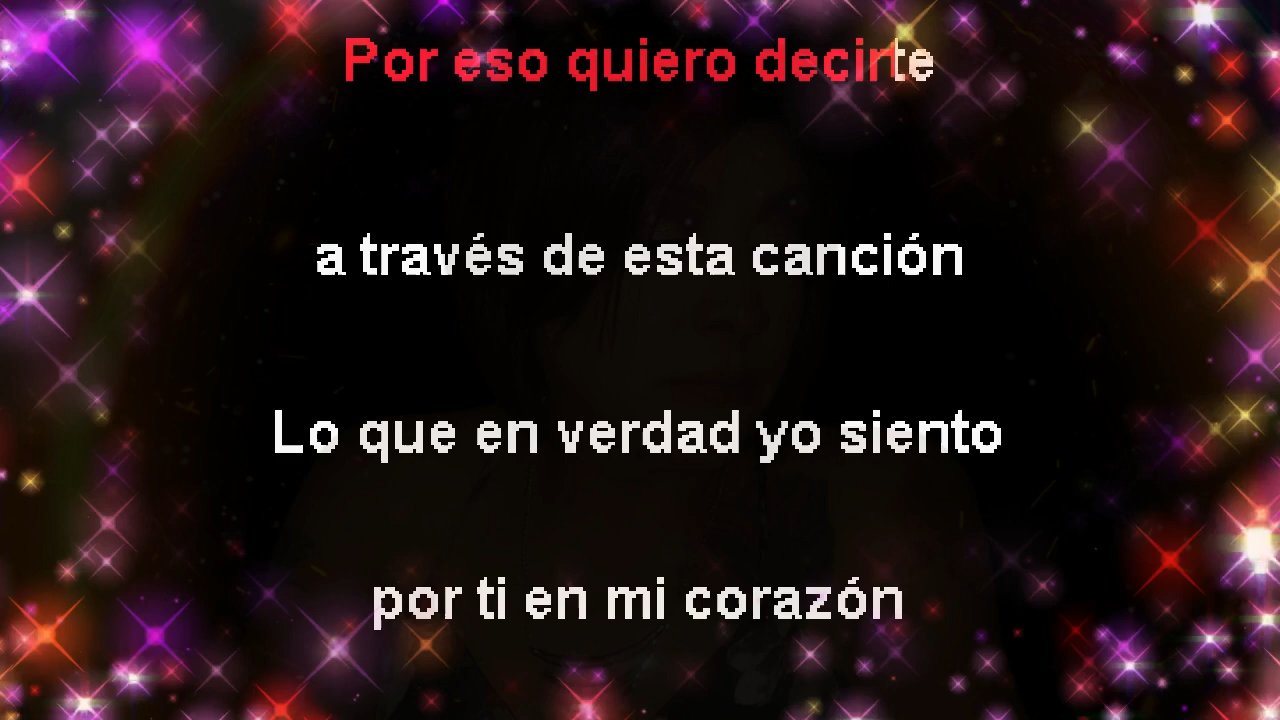 Por eso quiero decirte
a través de esta canción
Lo que en verdad yo siento
por ti en mi corazón